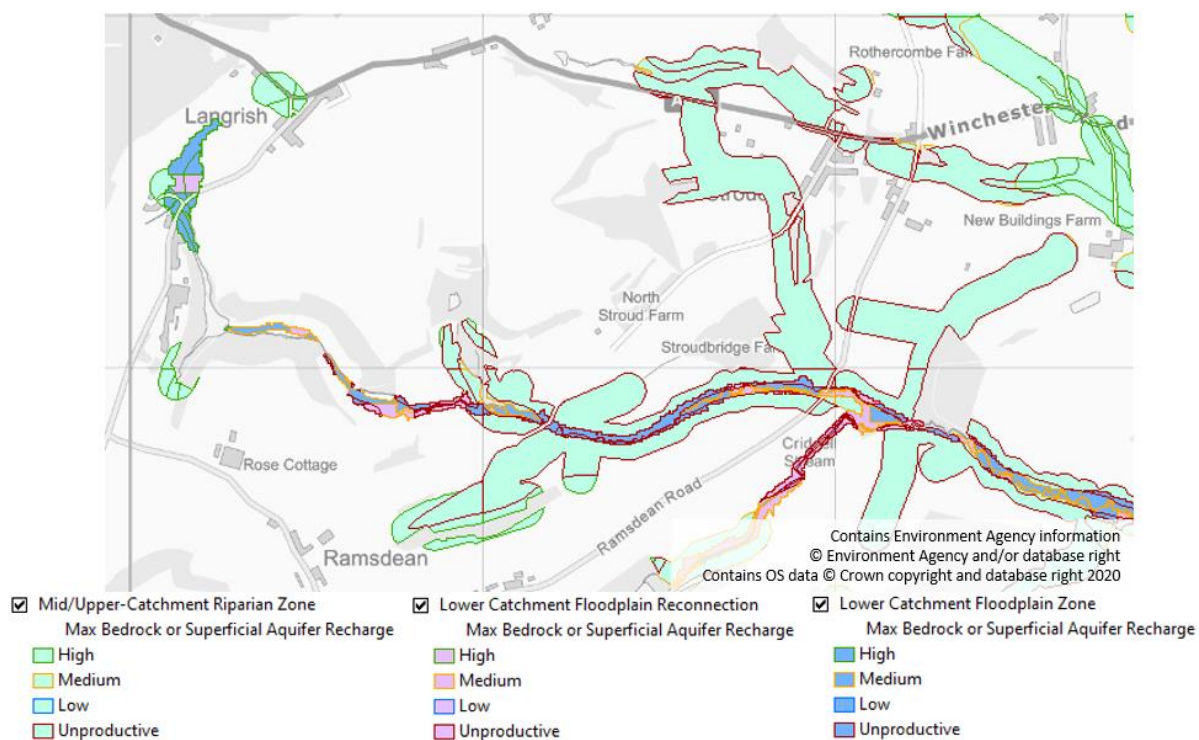 Rothercombe Farm
Langrish
A
Winchester
Stroud
New Buildings Farm
North
Stroud Farm
Stroudbridge Farm
Rose Cottage
Cridell
Stream
Ramsdean Road
Ramsdean
Contains Environment Agency information
© Environment Agency and/or database right
Contains OS data © Crown copyright and database right 2020
Mid/Upper-Catchment Riparian Zone
Max Bedrock or Superficial Aquifer Recharge
High
Medium
Low
Unproductive
Lower Catchment Floodplain Reconnection
Max Bedrock or Superficial Aquifer Recharge
High
Medium
Low
Unproductive
Lower Catchment Floodplain Zone
Max Bedrock or Superficial Aquifer Recharge
High
Medium
Low
Unproductive